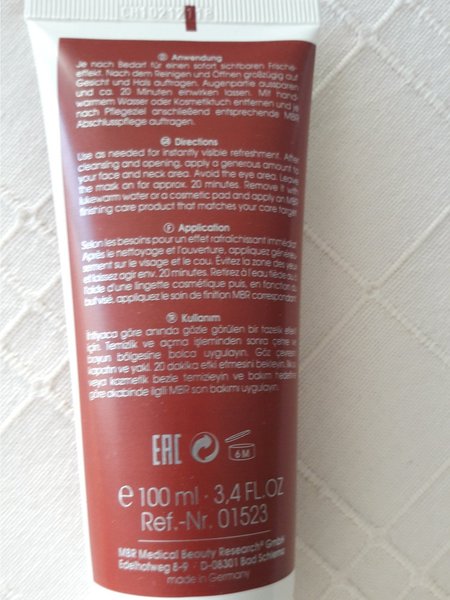 Ⓓ Anwendung
Je nach Bedarf für einen sofort sichtbaren Frische-
effekt. Nach dem Reinigen und Öffnen großzügig auf
Gesicht und Hals auftragen. Augenpartie aussparen
und ca. 20 Minuten einwirken lassen. Mit hand-
warmem Wasser oder Kosmetiktuch entfernen und je
nach Pflegeziel anschließend entsprechende MBR
Abschlusspflege auftragen.
Directions
Use as needed for instantly visible refreshment. After
cleansing and opening, apply a generous amount to
your face and neck area. Avoid the eye area. Leave
the mask on for approx. 20 minutes. Remove it with
lukewarm water or a cosmetic pad and apply an MBR
finishing care product that matches your care target.
Ⓕ Application
Selon les besoins pour un effet rafraîchissant immédiat.
Après le nettoyage et l'ouverture, appliquez généreu-
sement sur le visage et le cou. Évitez la zone des yeux
et laissez agir env. 20 minutes. Retirez à l'eau tiède ou à
l'aide d'une lingette cosmétique puis, en fonction du
but visé, appliquez le soin de finition MBR correspondant.
Kullanım
İhtiyaca göre anında gözle görülen bir tazelik etkisi
için. Temizlik ve açma işleminden sonra çehre ve
boyun bölgesine bolca uygulayın. Göz çevresini
kapatın ve yakl. 20 dakika etki etmesini bekleyin. Ilık su
veya kozmetik bezle temizleyin ve bakım hedefine
göre akabinde ilgili MBR son bakımı uygulayın.
EAC
6M
e 100 ml · 3,4 FL.OZ
Ref.-Nr. 01523
MBR Medical Beauty Research® GmbH
Edelhofweg 8-9 · D-08301 Bad Schlema
made in Germany